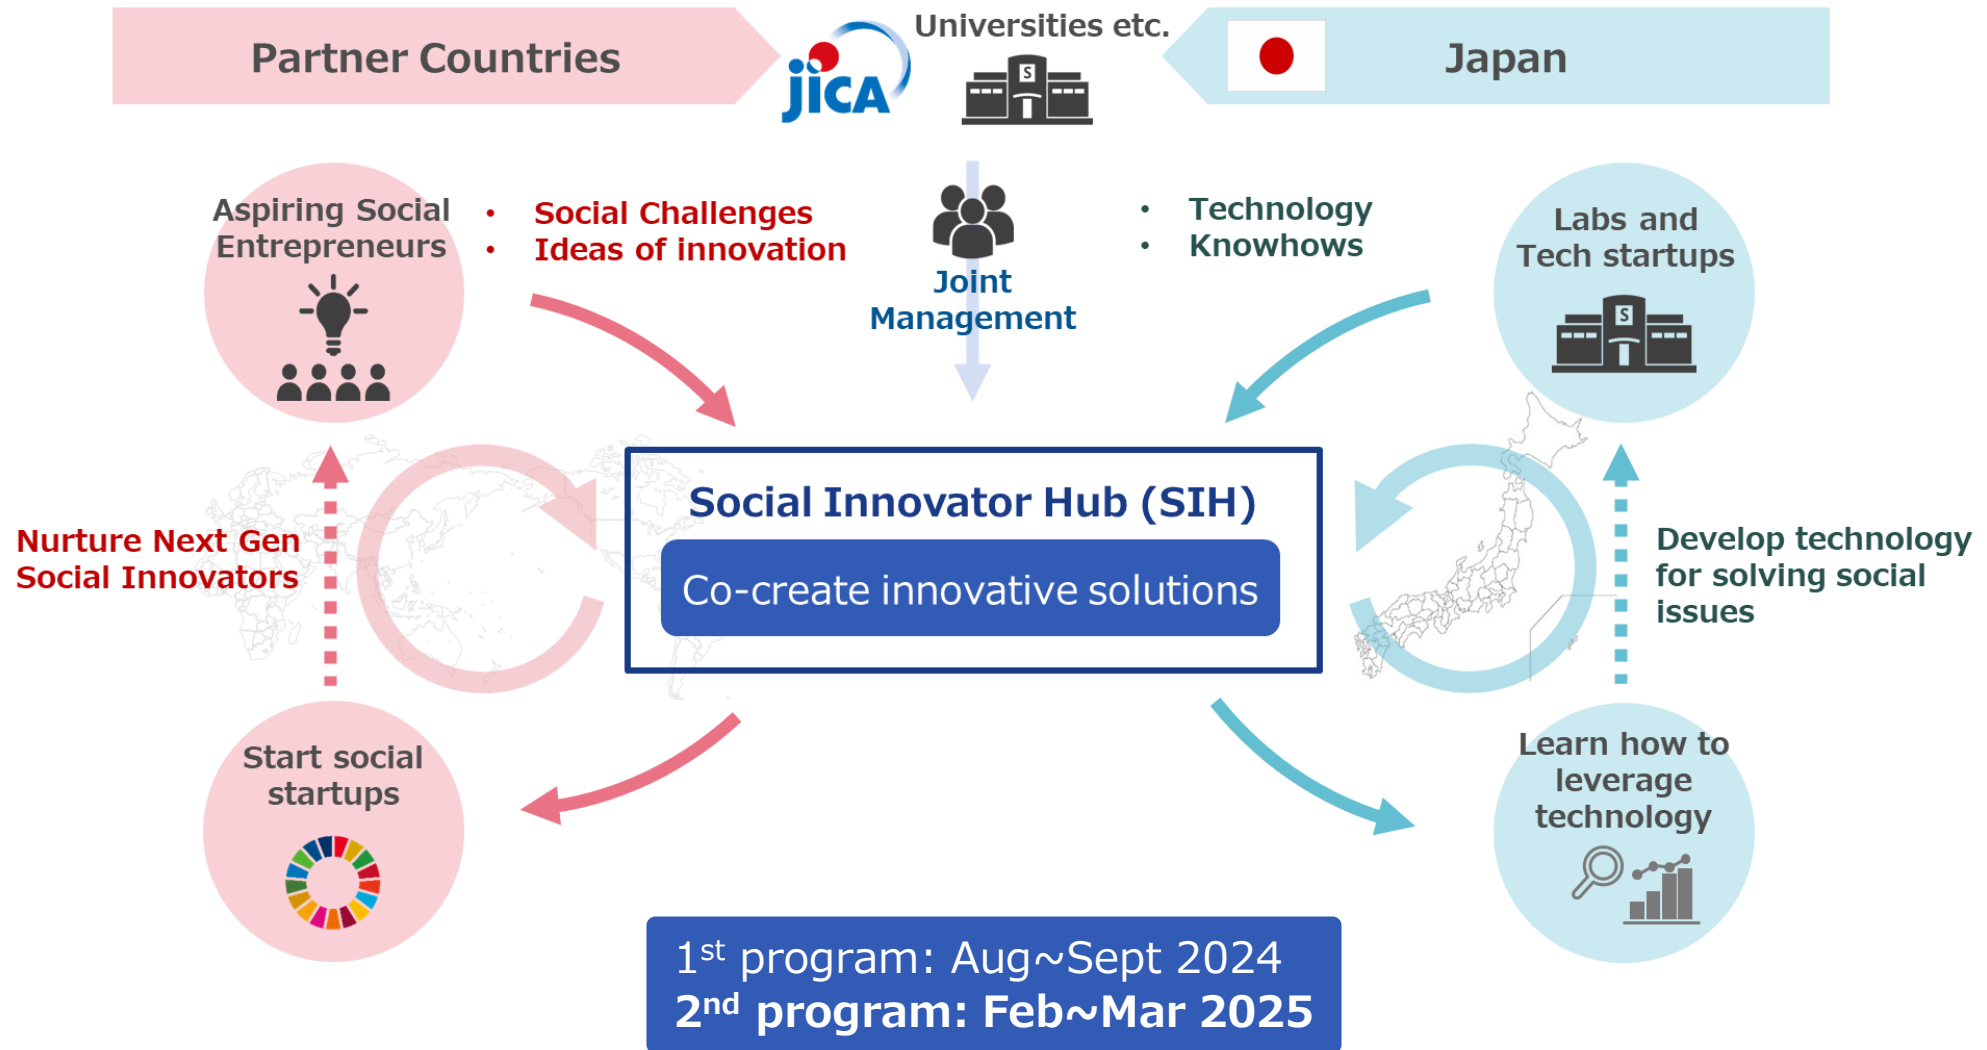 Partner Countries
jICA
Universities etc.
S
Japan
Aspiring Social
Entrepreneurs
• Social Challenges
• Ideas of innovation
Joint
Management
• Technology
• Knowhows
Labs and
Tech startups
S
Nurture Next Gen
Social Innovators
Social Innovator Hub (SIH)
Co-create innovative solutions
Develop technology
for solving social
issues
Start social
startups
Learn how to
leverage
technology
1st program: Aug~Sept 2024
2nd program: Feb~Mar 2025